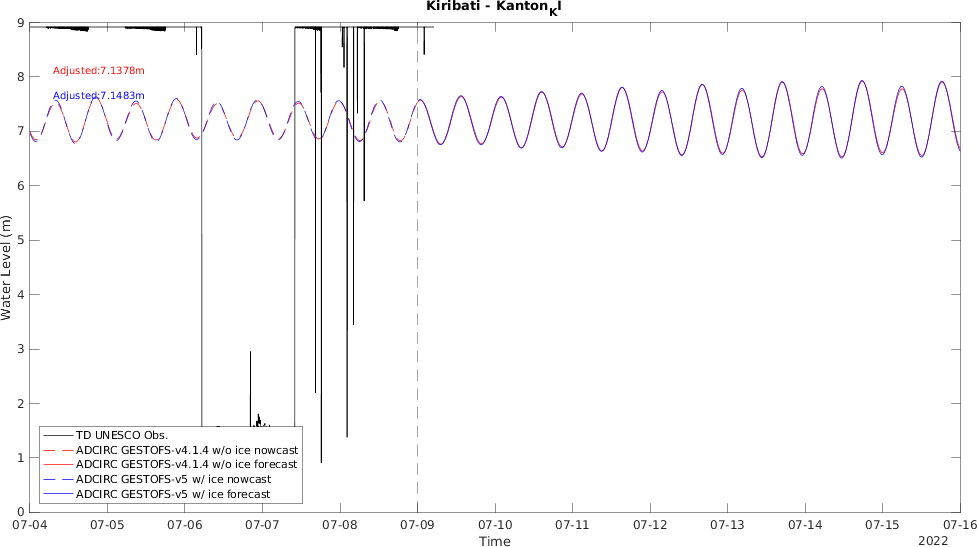 Kiribati - Kanton_KI
9
8
7
6
5
4
3
2
1
0
Water Level (m)
Adjusted:7.1378m
Adjusted:7.1483m
TD UNESCO Obs.
ADCIRC GESTOFS-v4.1.4 w/o ice nowcast
ADCIRC GESTOFS-v4.1.4 w/o ice forecast
ADCIRC GESTOFS-v5 w/ ice nowcast
ADCIRC GESTOFS-v5 w/ ice forecast
07-04 07-05 07-06 07-07 07-08 07-09 07-10 07-11 07-12 07-13 07-14 07-15 07-16
Time
2022